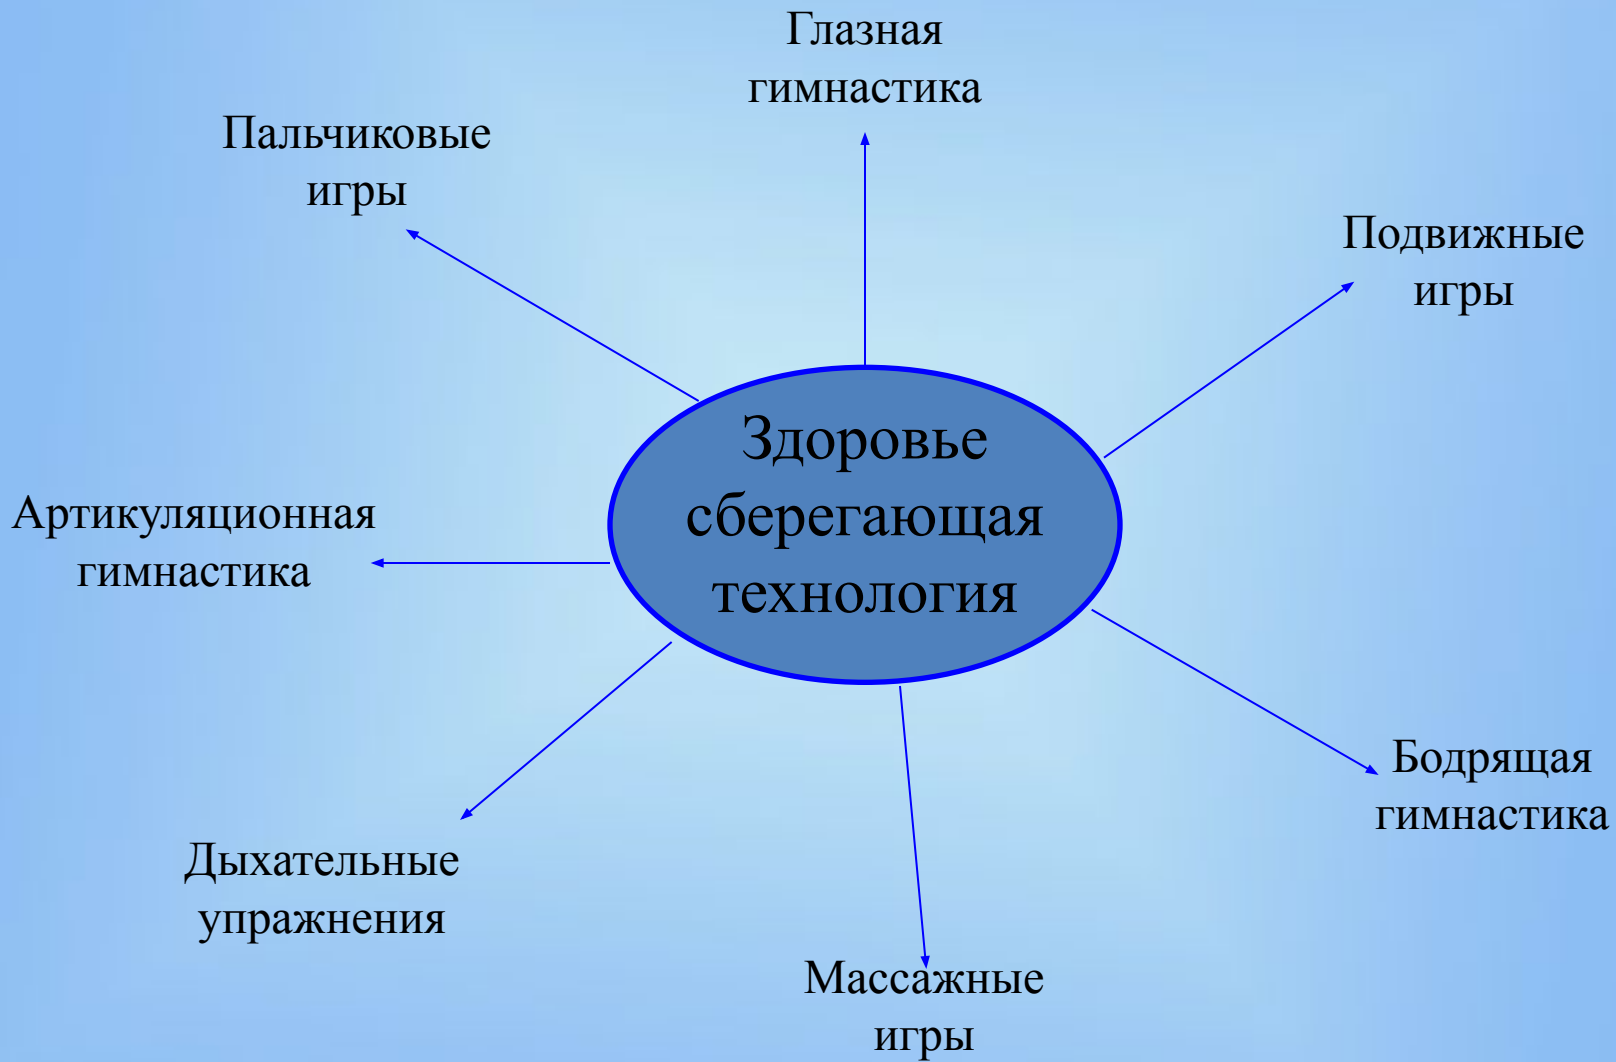 Глазная
гимнастика
Пальчиковые
игры
Подвижные
игры
Здоровье
сберегающая
технология
Артикуляционная
гимнастика
Бодрящая
гимнастика
Дыхательные
упражнения
Массажные
игры